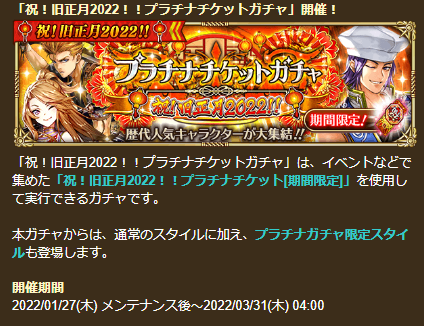 「祝！旧正月2022！！プラチナチケットガチャ」開催！
祝！旧正月2022!!
プラチナチケットガチャ
祝！旧正月2022!!
期間限定！
歴代人気キャラクターが大集結!!
「祝！旧正月2022！！プラチナチケットガチャ」は、イベントなどで
集めた「祝！旧正月2022！！プラチナチケット[期間限定]」を使用し
て実行できるガチャです。
本ガチャからは、通常のスタイルに加え、プラチナガチャ限定スタイ
ルも登場します。
開催期間
2022/01/27(木) メンテナンス後～2022/03/31(木) 04:00